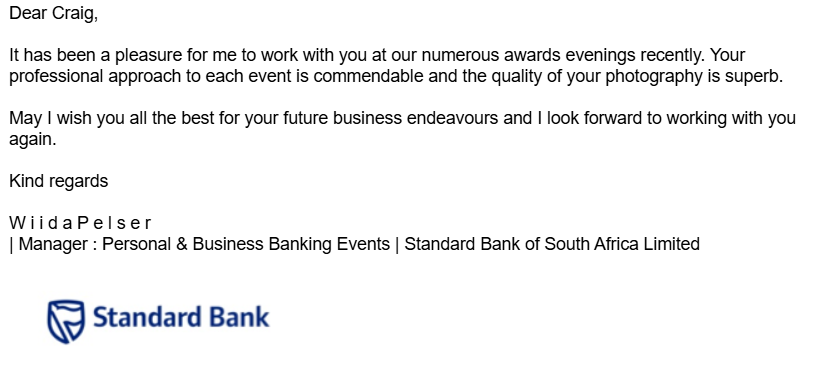 Dear Craig,
It has been a pleasure for me to work with you at our numerous awards evenings recently. Your
professional approach to each event is commendable and the quality of your photography is superb.
May I wish you all the best for your future business endeavours and I look forward to working with you
again.
Kind regards
W i i d a P e l s e r
| Manager : Personal & Business Banking Events | Standard Bank of South Africa Limited
Standard Bank